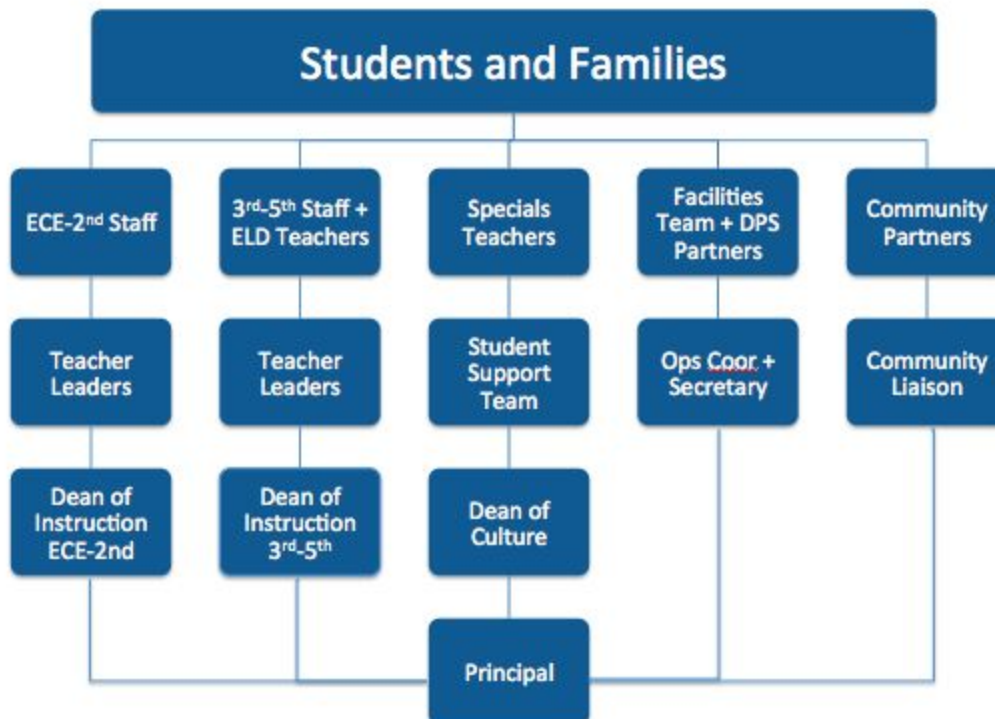 Students and Families
ECE-2nd Staff
3rd-5th Staff +
ELD Teachers
Specials
Teachers
Facilities
Team + DPS
Partners
Community
Partners
Teacher
Leaders
Teacher
Leaders
Student
Support
Team
Ops Coor. +
Secretary
Community
Liaison
Dean of
Instruction
ECE-2nd
Dean of
Instruction
3rd-5th
Dean of
Culture
Principal